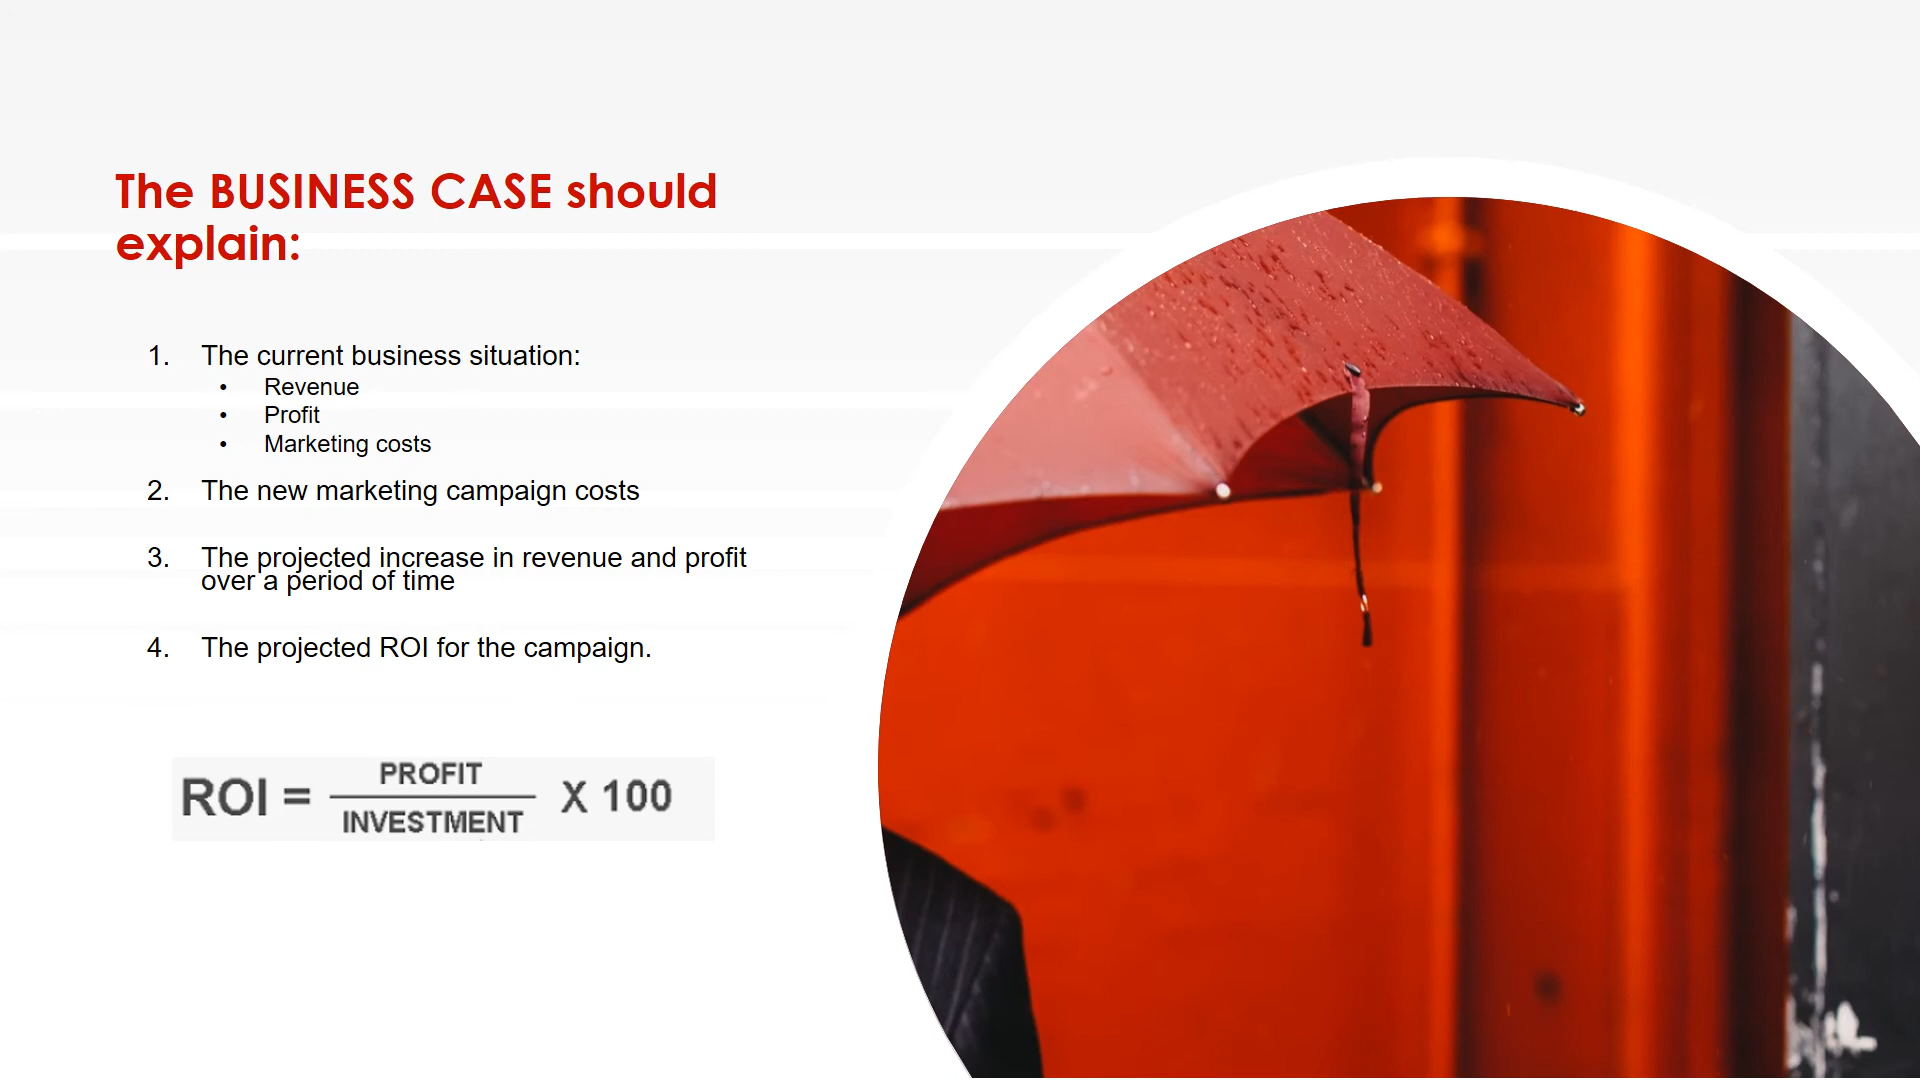 The BUSINESS CASE should
explain:
1. The current business situation:
• Revenue
• Profit
• Marketing costs
2. The new marketing campaign costs
3. The projected increase in revenue and profit
over a period of time
4. The projected ROI for the campaign.
PROFIT
ROI = X 100
INVESTMENT